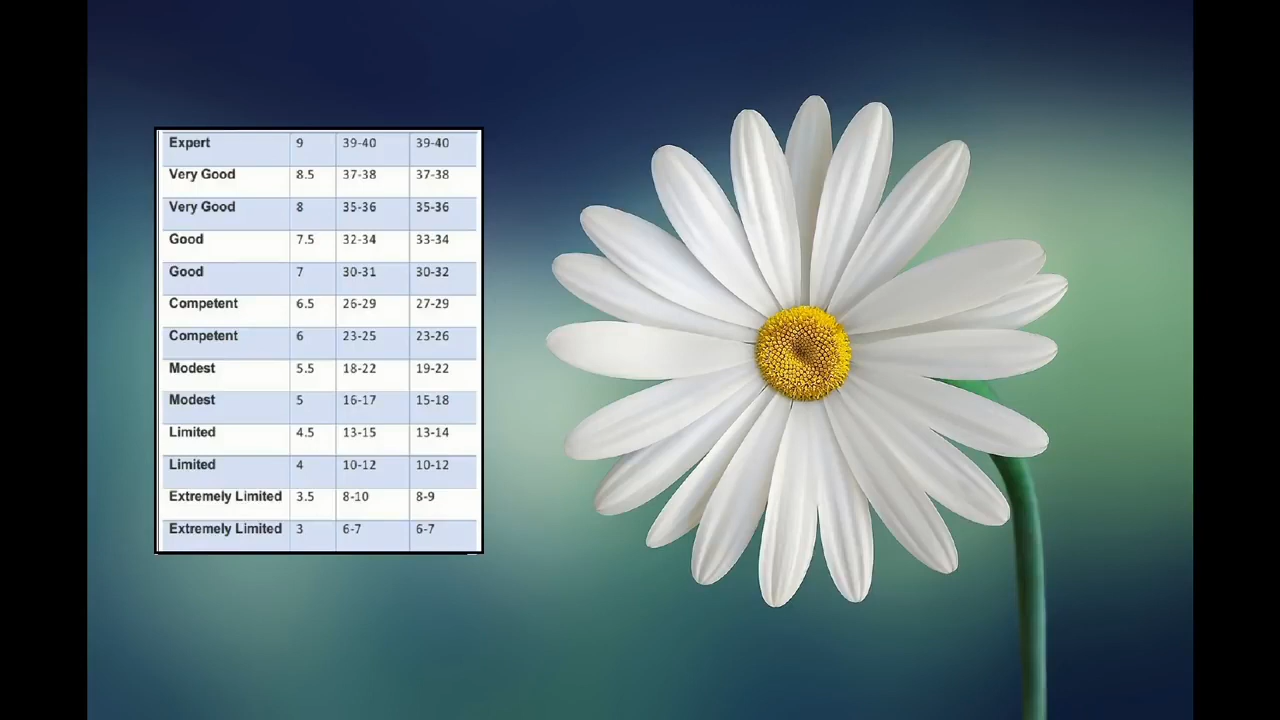 Expert 9 39-40 39-40
Very Good 8.5 37-38 37-38
Very Good 8 35-36 35-36
Good 7.5 32-34 33-34
Good 7 30-31 30-32
Competent 6.5 26-29 27-29
Competent 6 23-25 23-26
Modest 5.5 18-22 19-22
Modest 5 16-17 15-18
Limited 4.5 13-15 13-14
Limited 4 10-12 10-12
Extremely Limited 3.5 8-10 8-9
Extremely Limited 3 6-7 6-7